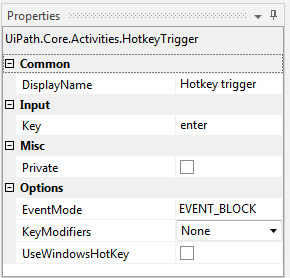 Properties
UiPath.Core.Activities.HotkeyTrigger
Common
DisplayName Hotkey trigger
Input
Key enter
Misc
Private
Options
EventMode EVENT_BLOCK
KeyModifiers None
UseWindowsHotKey